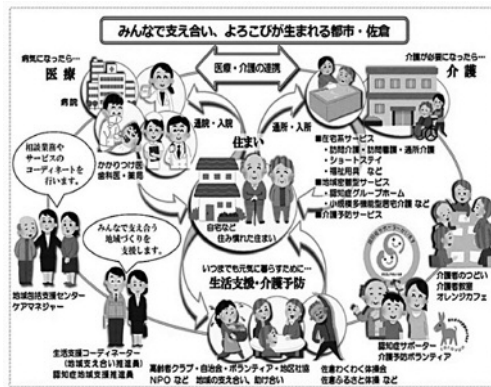 みんなで支え合い、よろこびが生まれる都市・佐倉
病気になったら…
医療
病院
医療・介護の連携
介護が必要になったら…
介護
通院・入院
通所・入所
住まい
相談業務や
サービスの
コーディネートを
行います。
かかりつけ医
歯科医・薬局
自宅など
住み慣れた住まい
■在宅系サービス
・訪問介護・訪問看護・通所介護
・ショートステイ
・福祉用具 など
■地域密着型サービス
・認知症グループホーム
・小規模多機能型居宅介護 など
■介護予防サービス
みんなで支え合う
地域づくりを
支援します。
地域包括支援センター
ケアマネジャー
いつまでも元気に暮らすために…
生活支援・介護予防
介護者のつどい
介護者教室
オレンジカフェ
認知症サポーター
介護予防ボランティア
生活支援コーディネーター
(地域支え合い推進員)
認知症地域支援推進員
高齢者クラブ・自治会・ボランティア・地区社協
NPO など 地域の支え合い、助け合い
佐倉わくわく体操会
佐倉ふるさと体操 など